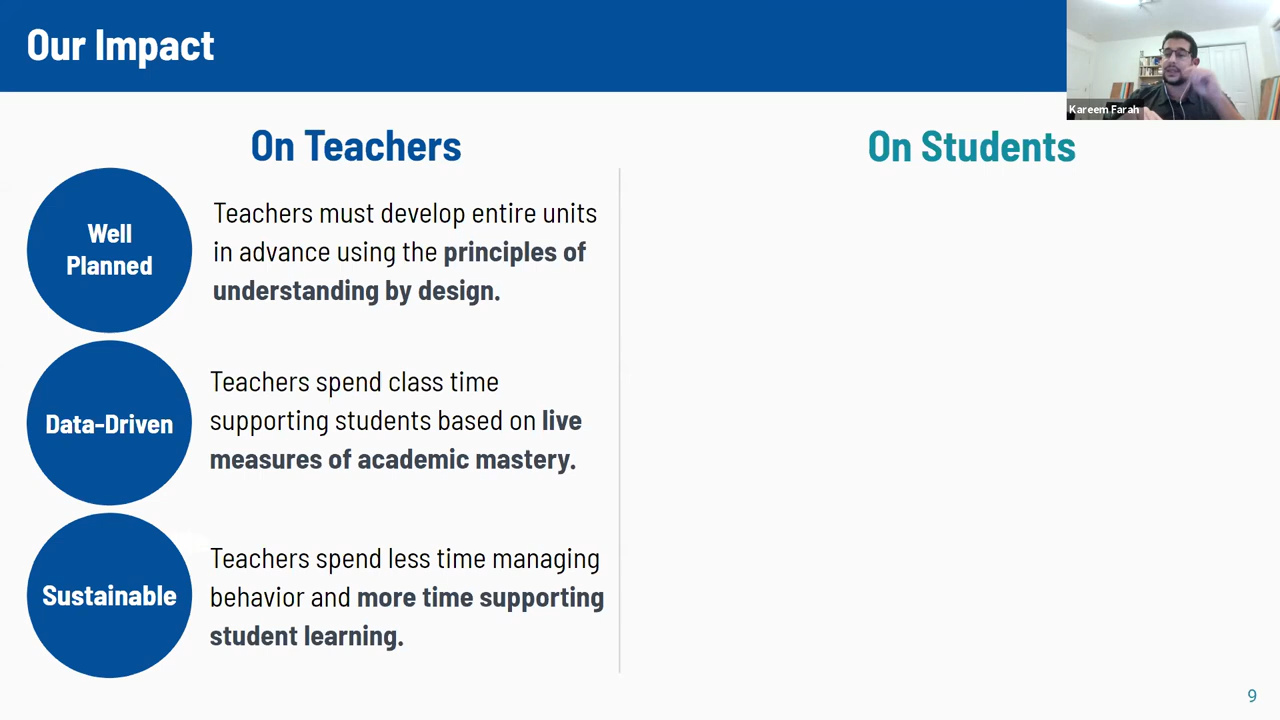 Our Impact
Kareem Farah
On Teachers
On Students
Well
Planned
Teachers must develop entire units
in advance using the principles of
understanding by design.
Data-Driven
Teachers spend class time
supporting students based on live
measures of academic mastery.
Sustainable
Teachers spend less time managing
behavior and more time supporting
student learning.
9